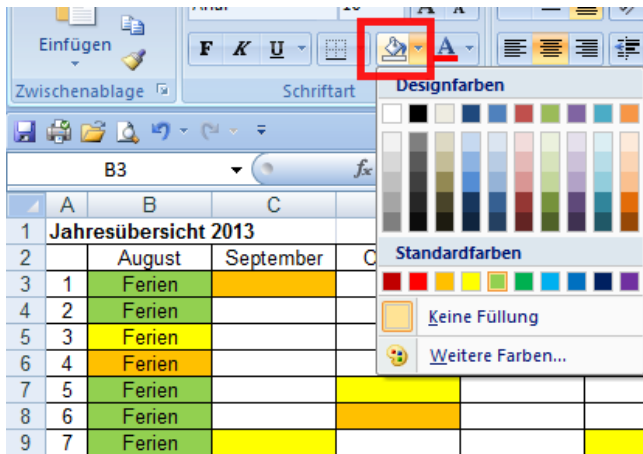 Einfügen
F K U A
Zwischenablage Schriftart
Designfarben
B3 fx
A B C
1 Jahresübersicht 2013
Standardfarben
2 August September
3 1 Ferien
4 2 Ferien
Keine Füllung
5 3 Ferien
6 4 Ferien
Weitere Farben...
7 5 Ferien
8 6 Ferien
9 7 Ferien